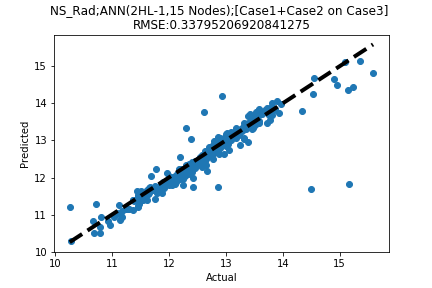 NS_Rad;ANN(2HL-1,15 Nodes);[Case1+Case2 on Case3]
RMSE:0.33795206920841275
15
14
13
12
11
10
Predicted
10 11 12 13 14 15
Actual